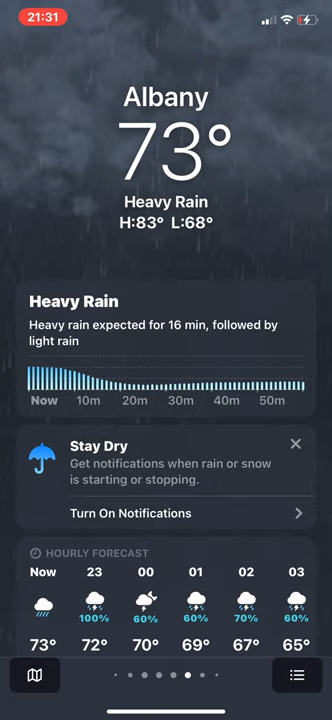 21:31
Albany
73°
Heavy Rain
H:83° L:68°
Heavy Rain
Heavy rain expected for 16 min, followed by
light rain
Now 10m 20m 30m 40m 50m
Stay Dry
Get notifications when rain or snow
is starting or stopping.
Turn On Notifications
HOURLY FORECAST
Now 23 00 01 02 03
100% 60% 60% 70% 60%
73° 72° 70° 69° 67° 65°